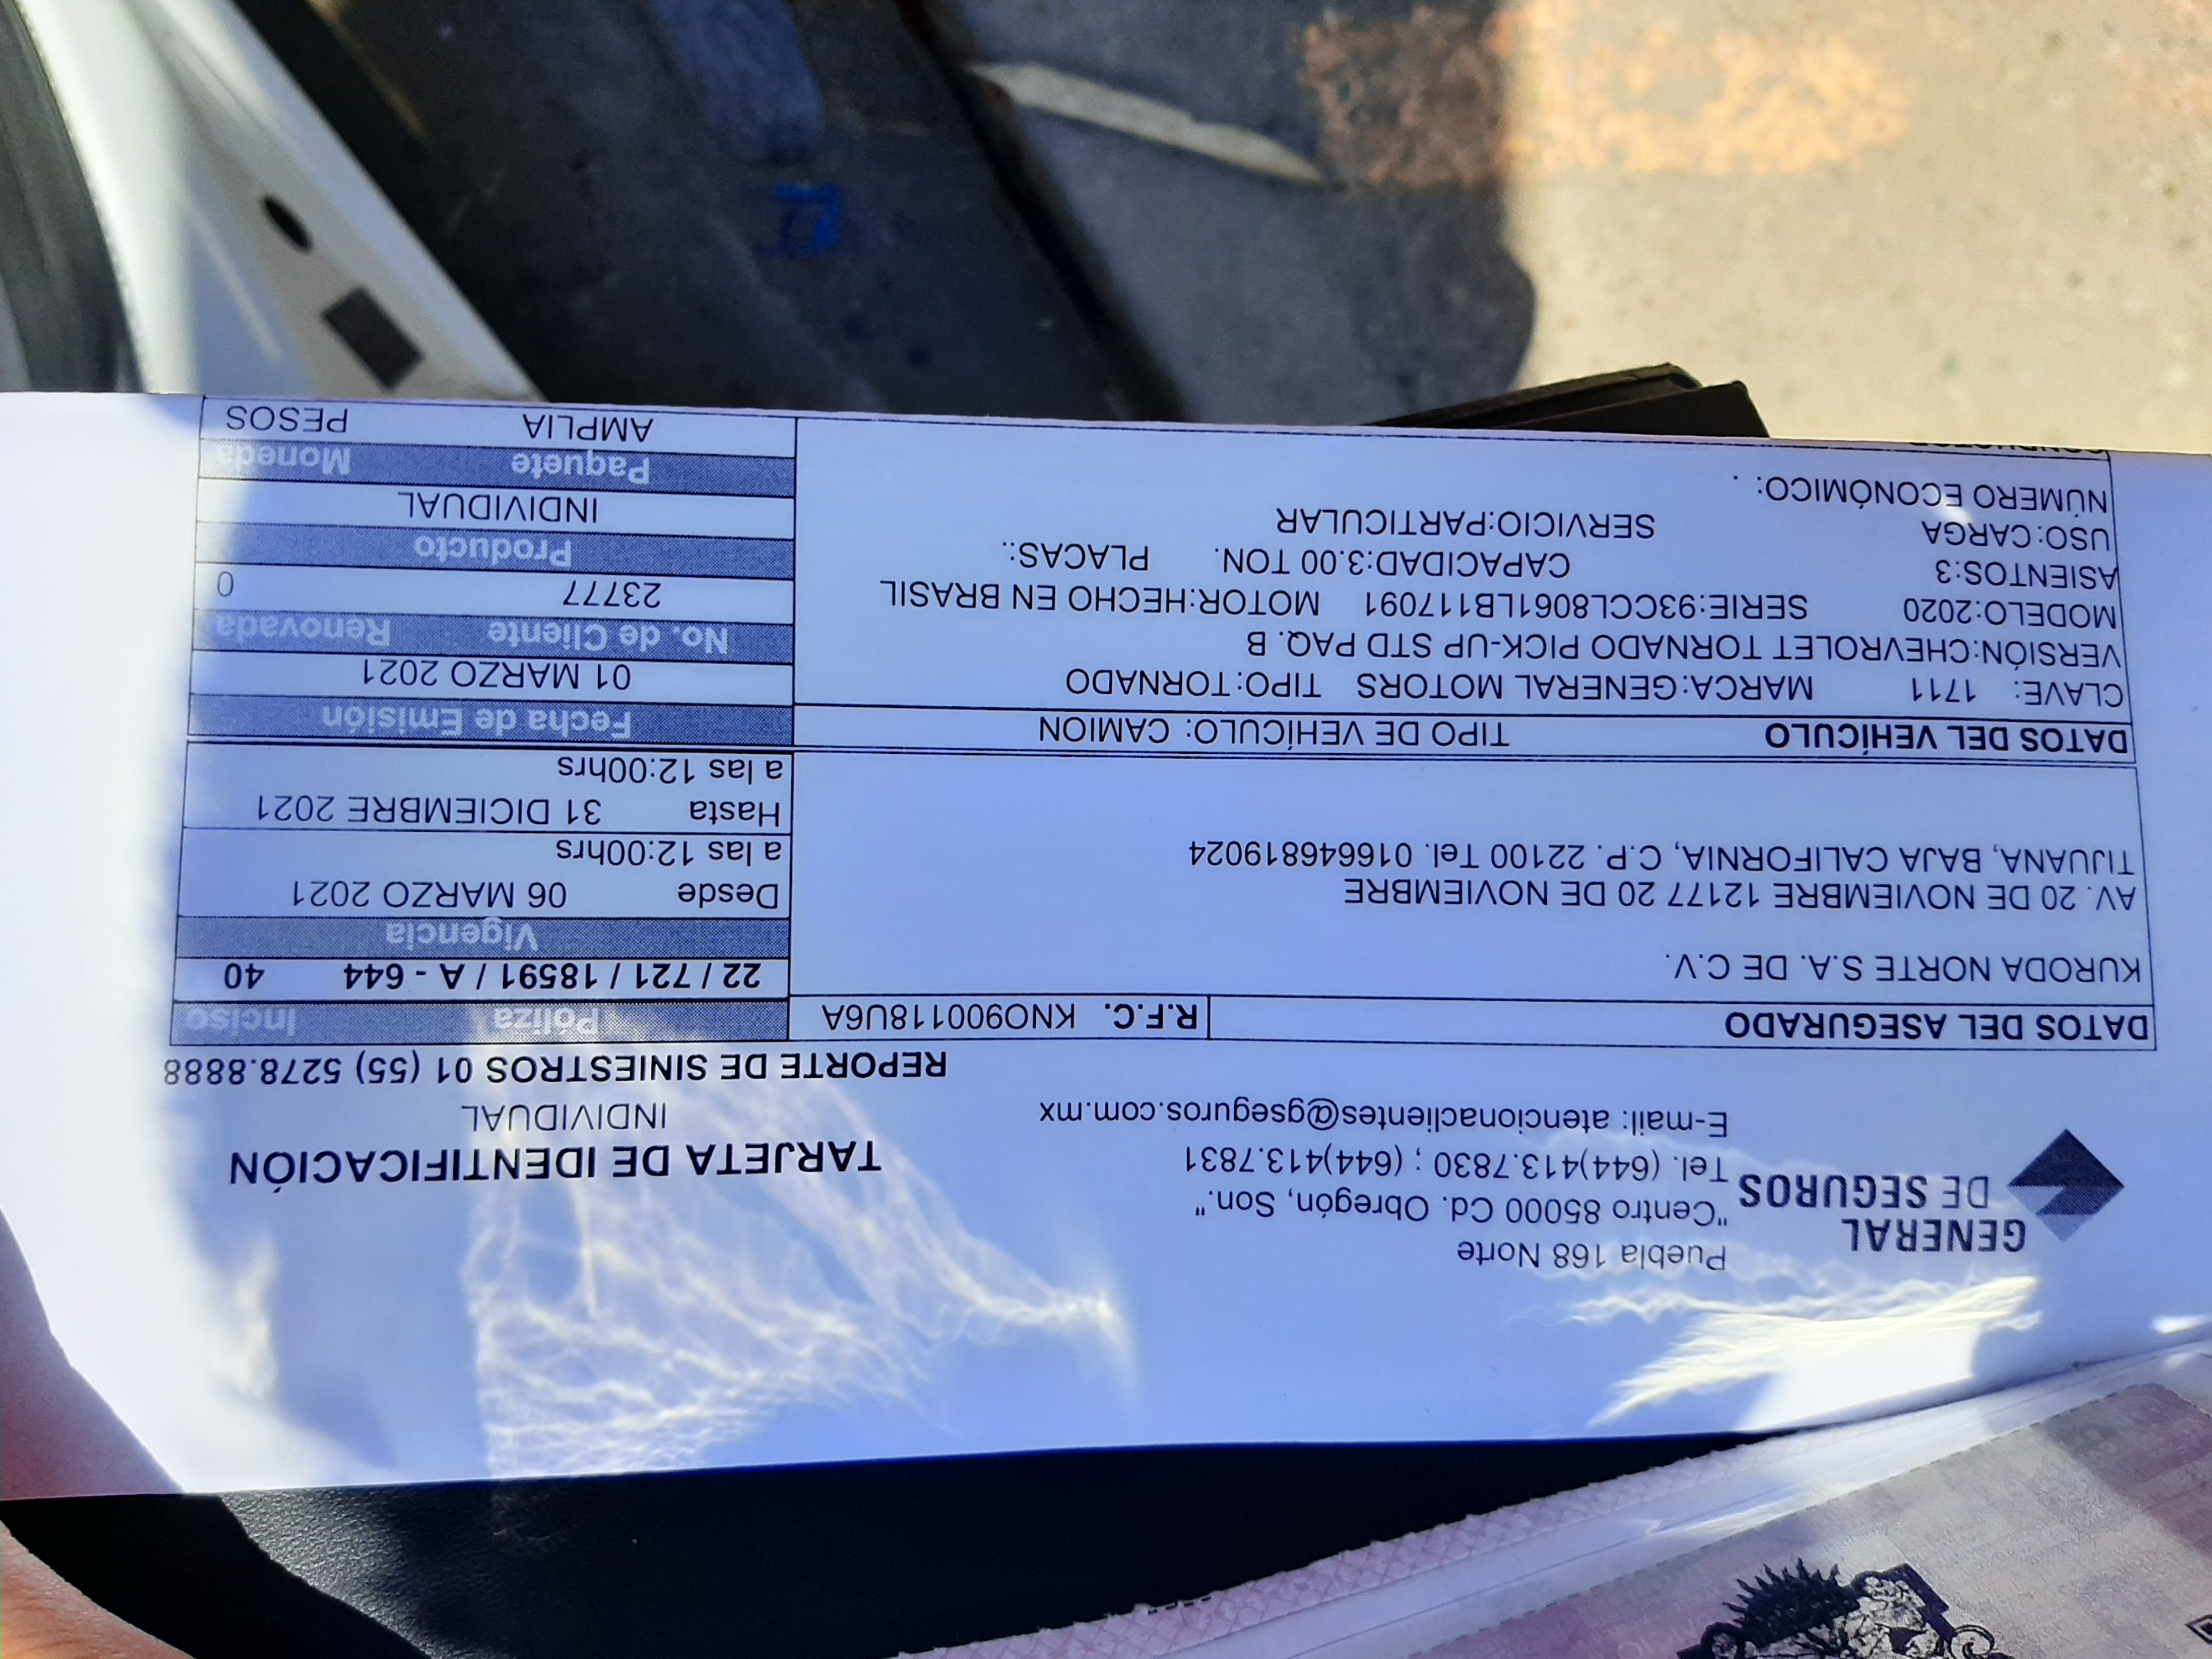 GENERAL
DE SEGUROS
Puebla 168 Norte
"Centro 85000 Cd. Obregón, Son."
Tel. (644)413.7830 ; (644)413.7831
E-mail: atencionaclientes@gseguros.com.mx
TARJETA DE IDENTIFICACIÓN
INDIVIDUAL
REPORTE DE SINIESTROS 01 (55) 5278.8888
DATOS DEL ASEGURADO R.F.C. KNO900118U6A
KURODA NORTE S.A. DE C.V.
AV. 20 DE NOVIEMBRE 12177 20 DE NOVIEMBRE
TIJUANA, BAJA CALIFORNIA, C.P. 22100 Tel. 016646819024
DATOS DEL VEHÍCULO TIPO DE VEHÍCULO: CAMION
CLAVE: 1711 MARCA:GENERAL MOTORS TIPO:TORNADO
VERSIÓN:CHEVROLET TORNADO PICK-UP STD PAQ. B
MODELO:2020 SERIE:93CCL8061LB117091 MOTOR:HECHO EN BRASIL
ASIENTOS:3 CAPACIDAD:3.00 TON. PLACAS:.
USO:CARGA SERVICIO:PARTICULAR
NÚMERO ECONÓMICO: .
Póliza Inciso
22 / 721 / 18591 / A - 644 40
Vigencia
Desde 06 MARZO 2021
a las 12:00hrs
Hasta 31 DICIEMBRE 2021
a las 12:00hrs
Fecha de Emisión
01 MARZO 2021
No. de Cliente Renovada
23777 0
Producto
INDIVIDUAL
Paquete Moneda
AMPLIA PESOS